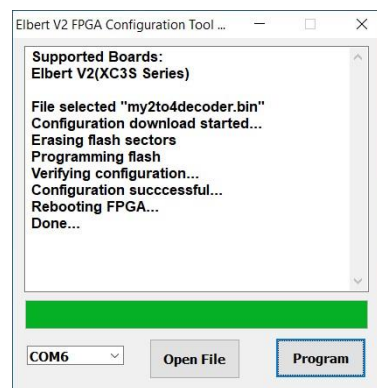 Elbert V2 FPGA Configuration Tool ...
Supported Boards:
Elbert V2(XC3S Series)
File selected "my2to4decoder.bin"
Configuration download started...
Erasing flash sectors
Programming flash
Verifying configuration...
Configuration succcessful...
Rebooting FPGA...
Done...
COM6
Open File
Program